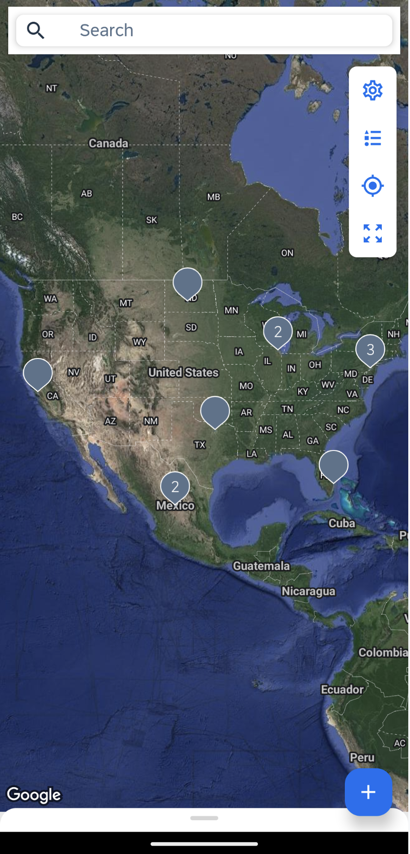 Search
NU
NT
Canada
AB
MB
BC
SK
ON
WA
MT
ND
MN
OR
ID
SD
2
MI
NH
WY
IA
3
NV
UT
United States
IL
IN
OH
MD
DE
CA
MO
KY
WV
VA
AZ
NM
AR
TN
NC
MS
AL
SC
TX
GA
LA
2
Mexico
Cuba
Guatemala
Nicaragua
Colombia
Ecuador
AC
Peru
Google